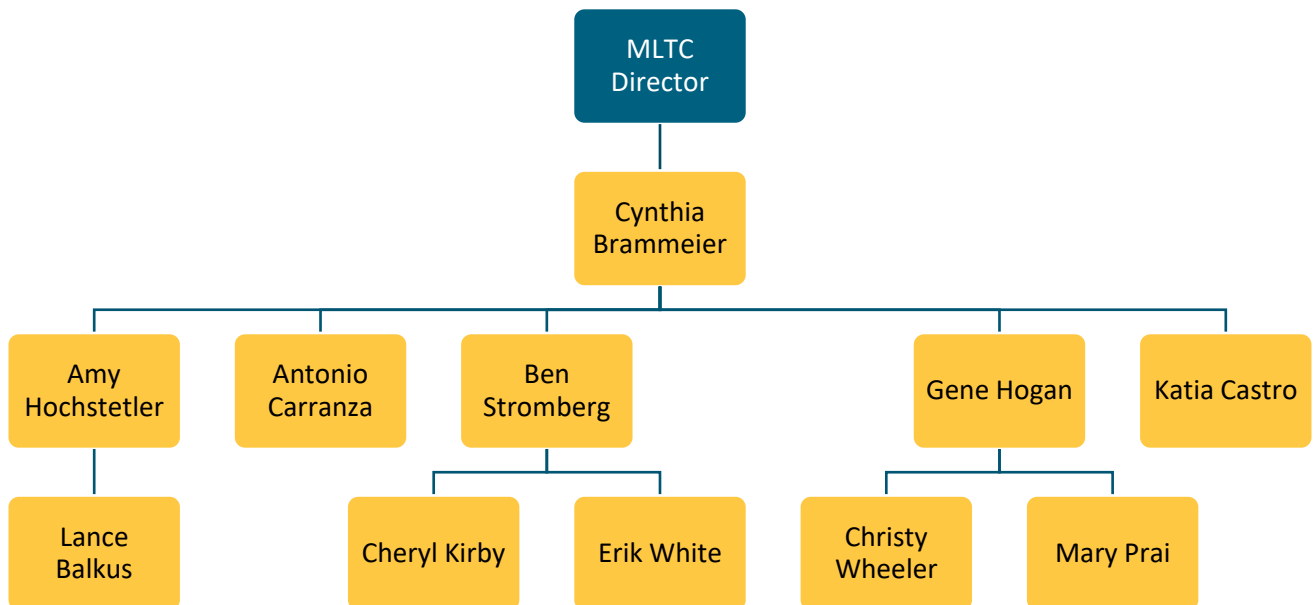 MLTC
Director
Cynthia
Brammeier
Amy
Hochstetler
Antonio
Carranza
Ben
Stromberg
Gene Hogan
Katia Castro
Lance
Balkus
Cheryl Kirby
Erik White
Christy
Wheeler
Mary Prai